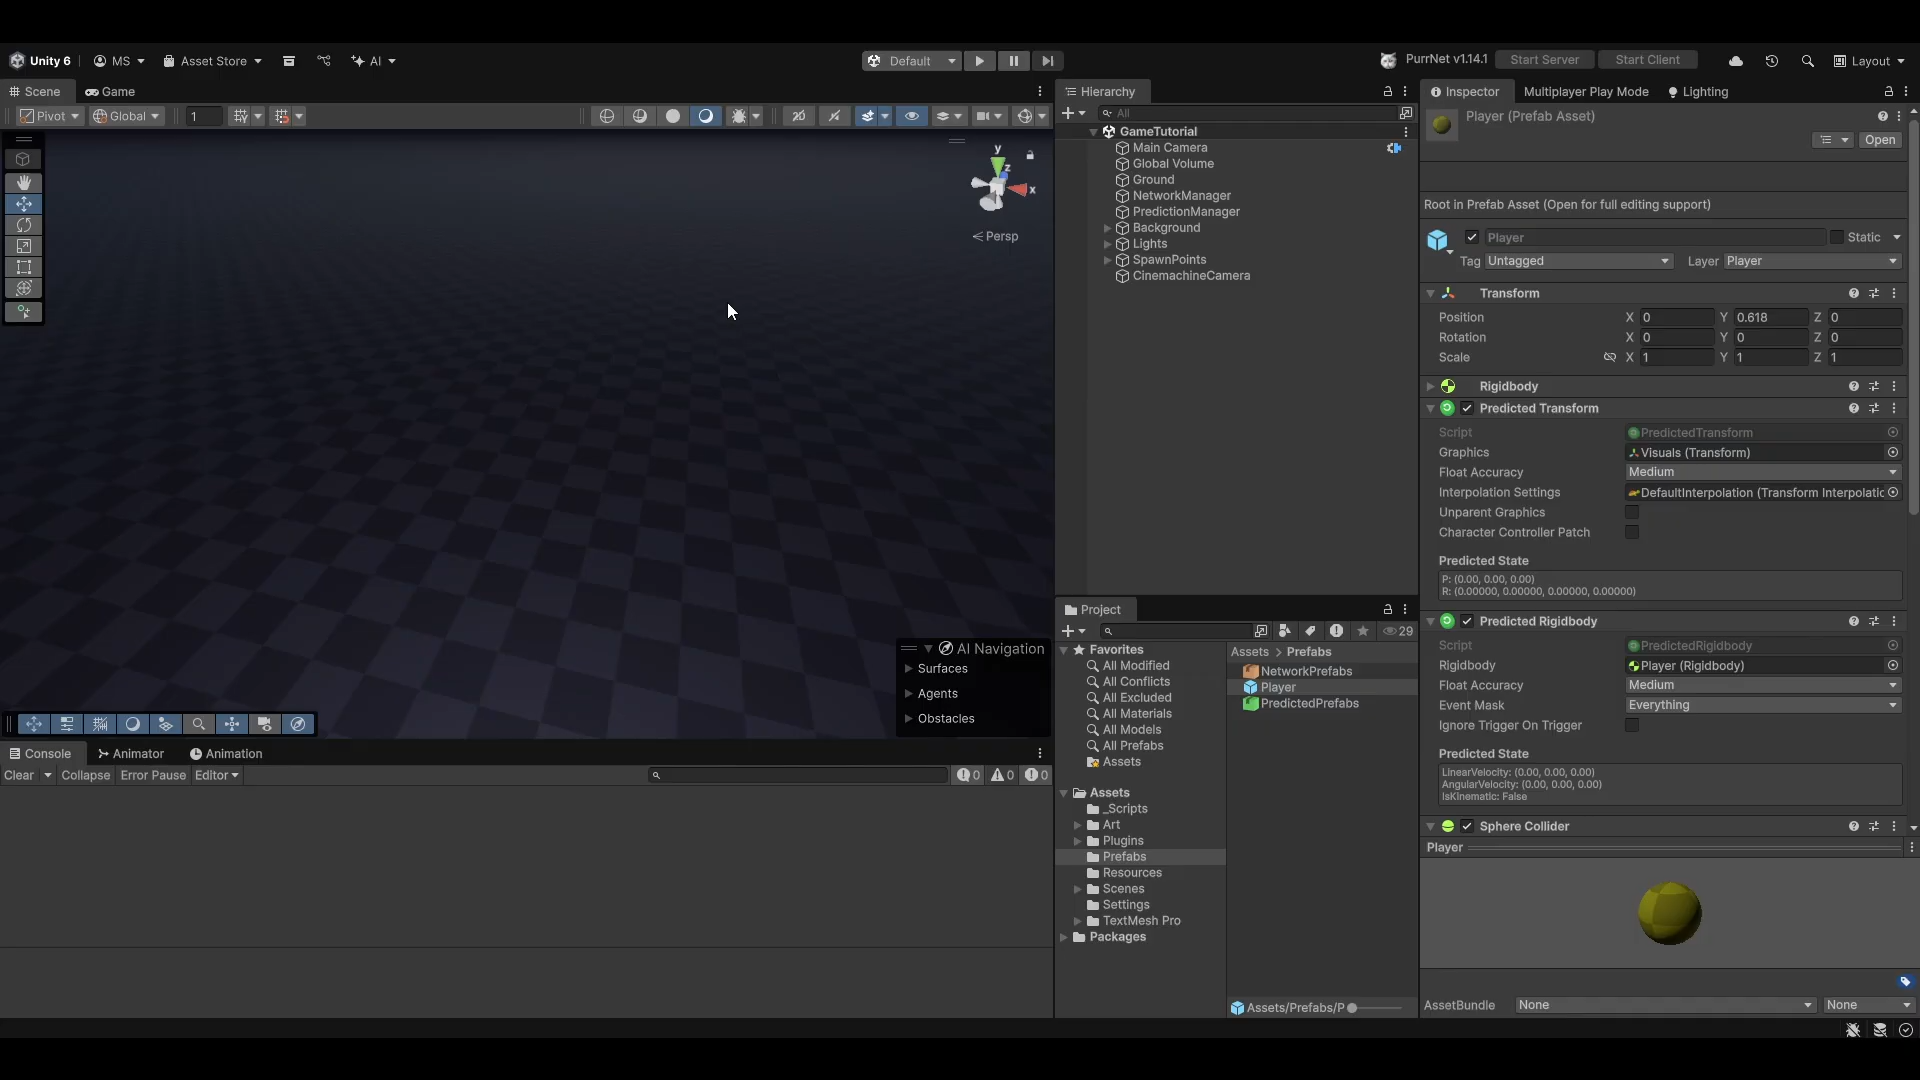 Unity 6
MS
Asset Store
AI
Default
PurrNet v1.14.1
Start Server
Start Client
Layout
Scene
Game
Pivot
Global
1
2D
y
z
x
Persp
AI Navigation
Surfaces
Agents
Obstacles
Console
Animator
Animation
Clear
Collapse
Error Pause
Editor
0
0
0
Hierarchy
All
GameTutorial
Main Camera
Global Volume
Ground
NetworkManager
PredictionManager
Background
Lights
SpawnPoints
CinemachineCamera
Project
29
Favorites
All Modified
All Conflicts
All Excluded
All Materials
All Models
All Prefabs
Assets
Assets
_Scripts
Art
Plugins
Prefabs
Resources
Scenes
Settings
TextMesh Pro
Packages
Assets > Prefabs
NetworkPrefabs
Player
PredictedPrefabs
Assets/Prefabs/P
Inspector
Multiplayer Play Mode
Lighting
Player (Prefab Asset)
Open
Root in Prefab Asset (Open for full editing support)
Player
Static
Tag Untagged
Layer Player
Transform
Position X 0 Y 0.618 Z 0
Rotation X 0 Y 0 Z 0
Scale X 1 Y 1 Z 1
Rigidbody
Predicted Transform
Script PredictedTransform
Graphics Visuals (Transform)
Float Accuracy Medium
Interpolation Settings DefaultInterpolation (Transform Interpolatic
Unparent Graphics
Character Controller Patch
Predicted State
P: (0.00, 0.00, 0.00)
R: (0.00000, 0.00000, 0.00000, 0.00000)
Predicted Rigidbody
Script PredictedRigidbody
Rigidbody Player (Rigidbody)
Float Accuracy Medium
Event Mask Everything
Ignore Trigger On Trigger
Predicted State
LinearVelocity: (0.00, 0.00, 0.00)
AngularVelocity: (0.00, 0.00, 0.00)
IsKinematic: False
Sphere Collider
Player
AssetBundle None None